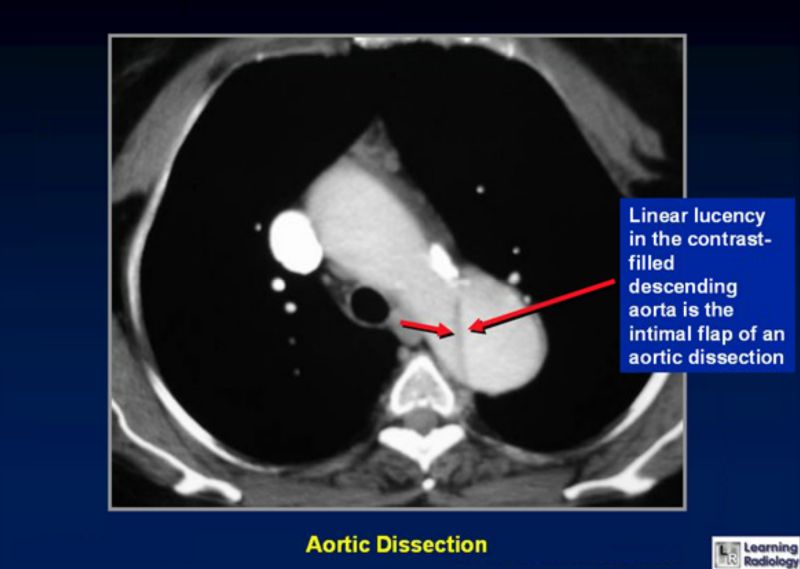 Linear lucency
in the contrast-
filled
descending
aorta is the
intimal flap of an
aortic dissection
Aortic Dissection
LR Learning
Radiology